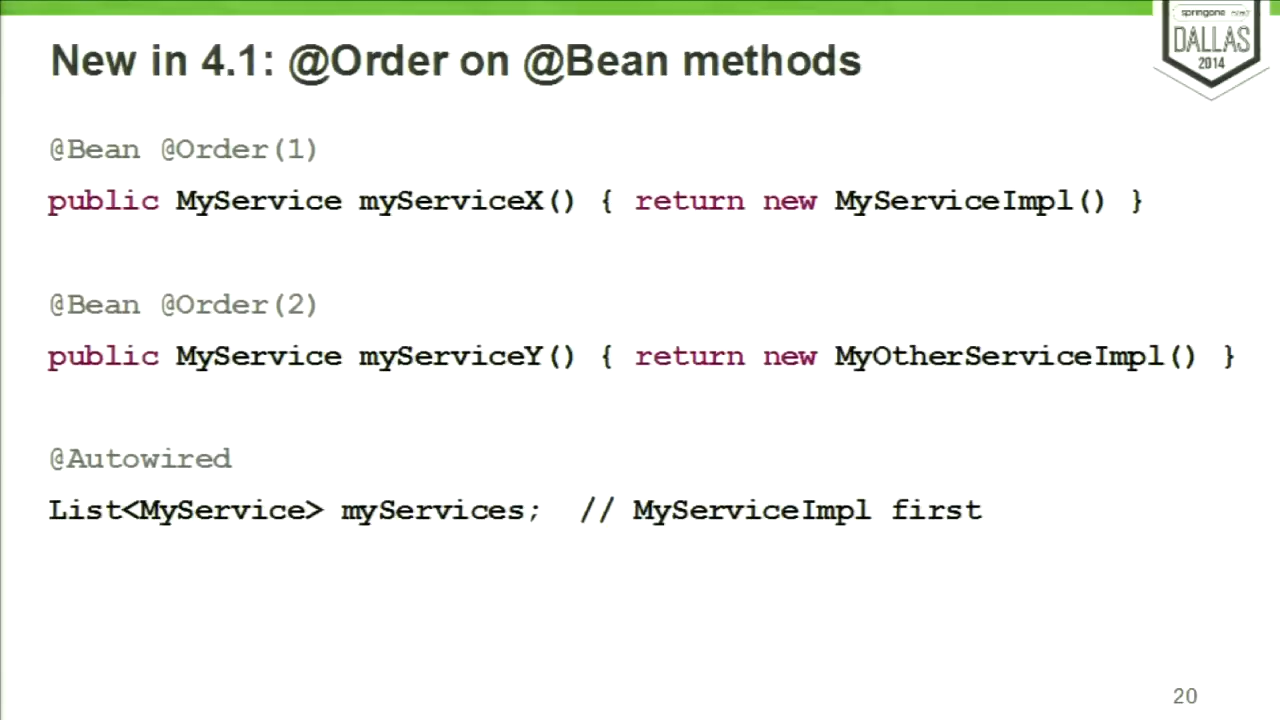 New in 4.1: @Order on @Bean methods
springone
DALLAS
2014
@Bean @Order(1)
public MyService myServiceX() { return new MyServiceImpl() }
@Bean @Order(2)
public MyService myServiceY() { return new MyOtherServiceImpl() }
@Autowired
List<MyService> myServices;  // MyServiceImpl first
20